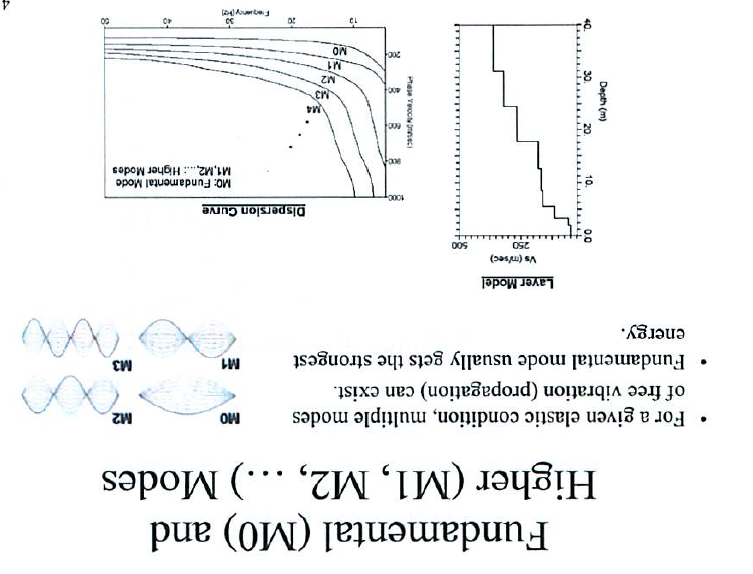 Fundamental (M0) and
Higher (M1, M2, …) Modes
• For a given elastic condition, multiple modes
of free vibration (propagation) can exist.
• Fundamental mode usually gets the strongest
energy.
M0
M2
M1
M3
Layer Model
Vs (m/sec)
250
500
0.0
10.
20
30.
40.
Depth (m)
Dispersion Curve
M0: Fundamental Mode
M1,M2,...: Higher Modes
M4
M3
M2
M1
M0
Phase Velocity (m/sec)
1000
800
600
400
200
10
20
30
40
50
Frequency (Hz)
4